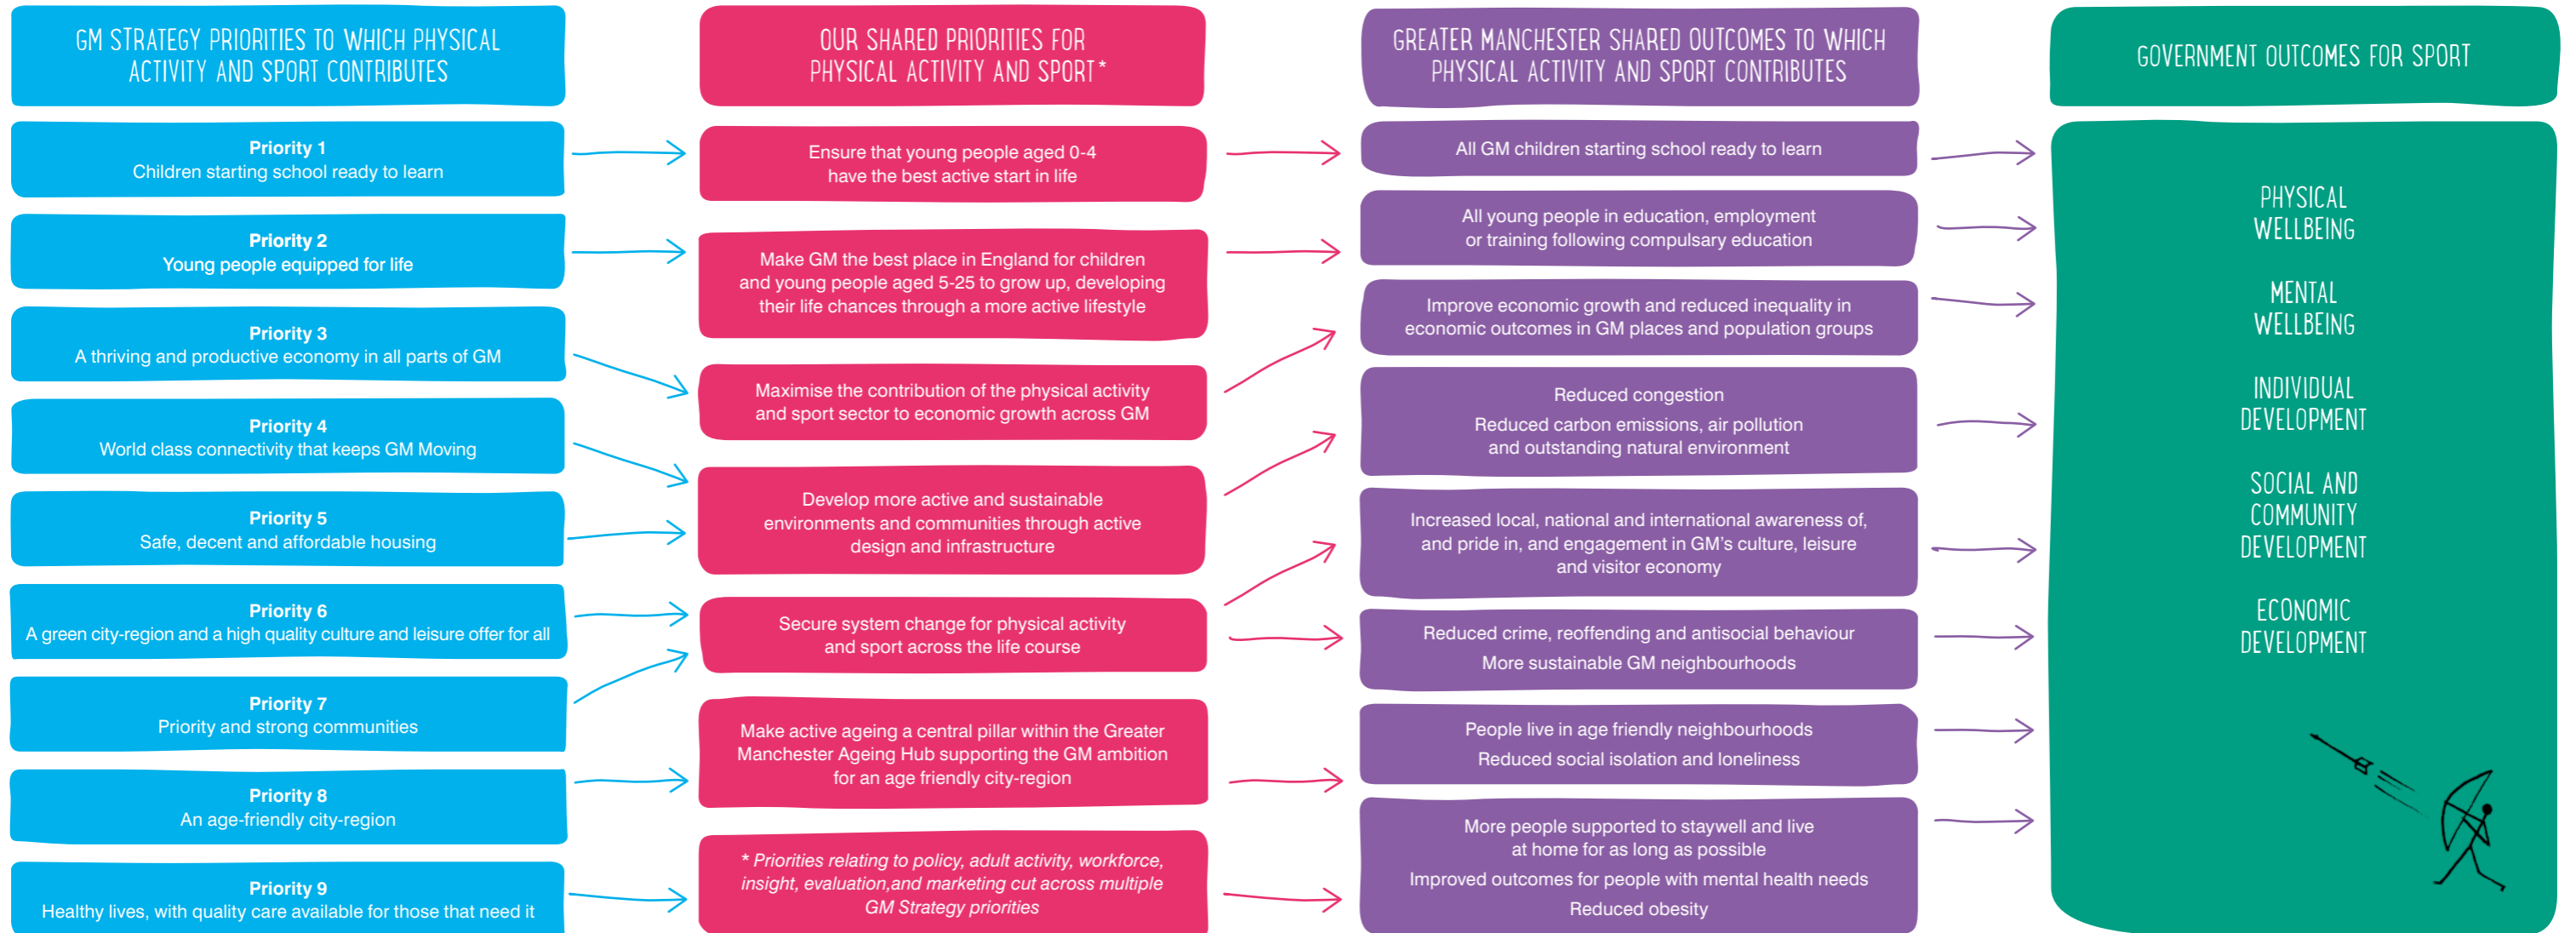 GM STRATEGY PRIORITIES TO WHICH PHYSICAL
ACTIVITY AND SPORT CONTRIBUTES
Priority 1
Children starting school ready to learn
Priority 2
Young people equipped for life
Priority 3
A thriving and productive economy in all parts of GM
Priority 4
World class connectivity that keeps GM Moving
Priority 5
Safe, decent and affordable housing
Priority 6
A green city-region and a high quality culture and leisure offer for all
Priority 7
Priority and strong communities
Priority 8
An age-friendly city-region
Priority 9
Healthy lives, with quality care available for those that need it
OUR SHARED PRIORITIES FOR
PHYSICAL ACTIVITY AND SPORT*
Ensure that young people aged 0-4
have the best active start in life
Make GM the best place in England for children
and young people aged 5-25 to grow up, developing
their life chances through a more active lifestyle
Maximise the contribution of the physical activity
and sport sector to economic growth across GM
Develop more active and sustainable
environments and communities through active
design and infrastructure
Secure system change for physical activity
and sport across the life course
Make active ageing a central pillar within the Greater
Manchester Ageing Hub supporting the GM ambition
for an age friendly city-region
* Priorities relating to policy, adult activity, workforce,
insight, evaluation,and marketing cut across multiple
GM Strategy priorities
GREATER MANCHESTER SHARED OUTCOMES TO WHICH
PHYSICAL ACTIVITY AND SPORT CONTRIBUTES
All GM children starting school ready to learn
All young people in education, employment
or training following compulsary education
Improve economic growth and reduced inequality in
economic outcomes in GM places and population groups
Reduced congestion
Reduced carbon emissions, air pollution
and outstanding natural environment
Increased local, national and international awareness of,
and pride in, and engagement in GM's culture, leisure
and visitor economy
Reduced crime, reoffending and antisocial behaviour
More sustainable GM neighbourhoods
People live in age friendly neighbourhoods
Reduced social isolation and loneliness
More people supported to staywell and live
at home for as long as possible
Improved outcomes for people with mental health needs
Reduced obesity
GOVERNMENT OUTCOMES FOR SPORT
PHYSICAL
WELLBEING
MENTAL
WELLBEING
INDIVIDUAL
DEVELOPMENT
SOCIAL AND
COMMUNITY
DEVELOPMENT
ECONOMIC
DEVELOPMENT